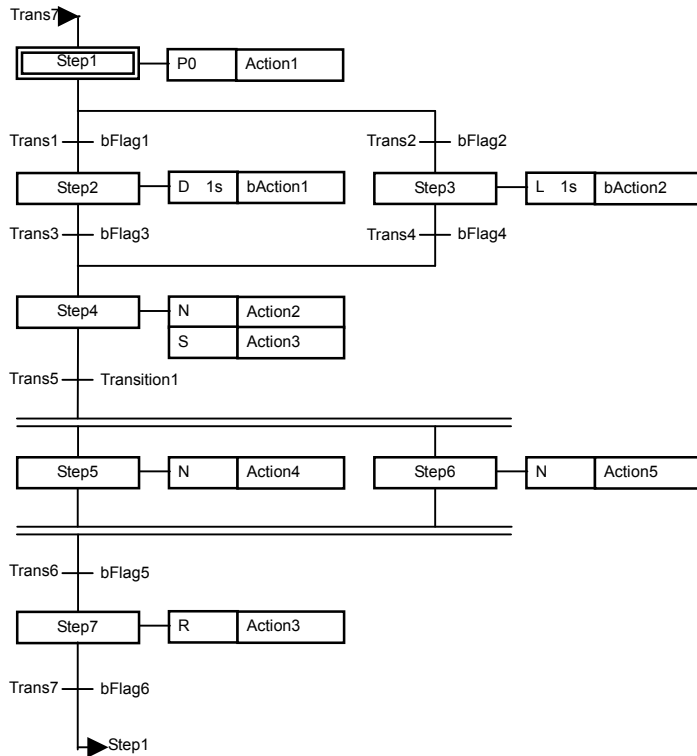 Trans7
Step1 P0 Action1
Trans1 bFlag1 Trans2 bFlag2
Step2 D 1s bAction1 Step3 L 1s bAction2
Trans3 bFlag3 Trans4 bFlag4
Step4 N Action2
S Action3
Trans5 Transition1
Step5 N Action4 Step6 N Action5
Trans6 bFlag5
Step7 R Action3
Trans7 bFlag6
Step1